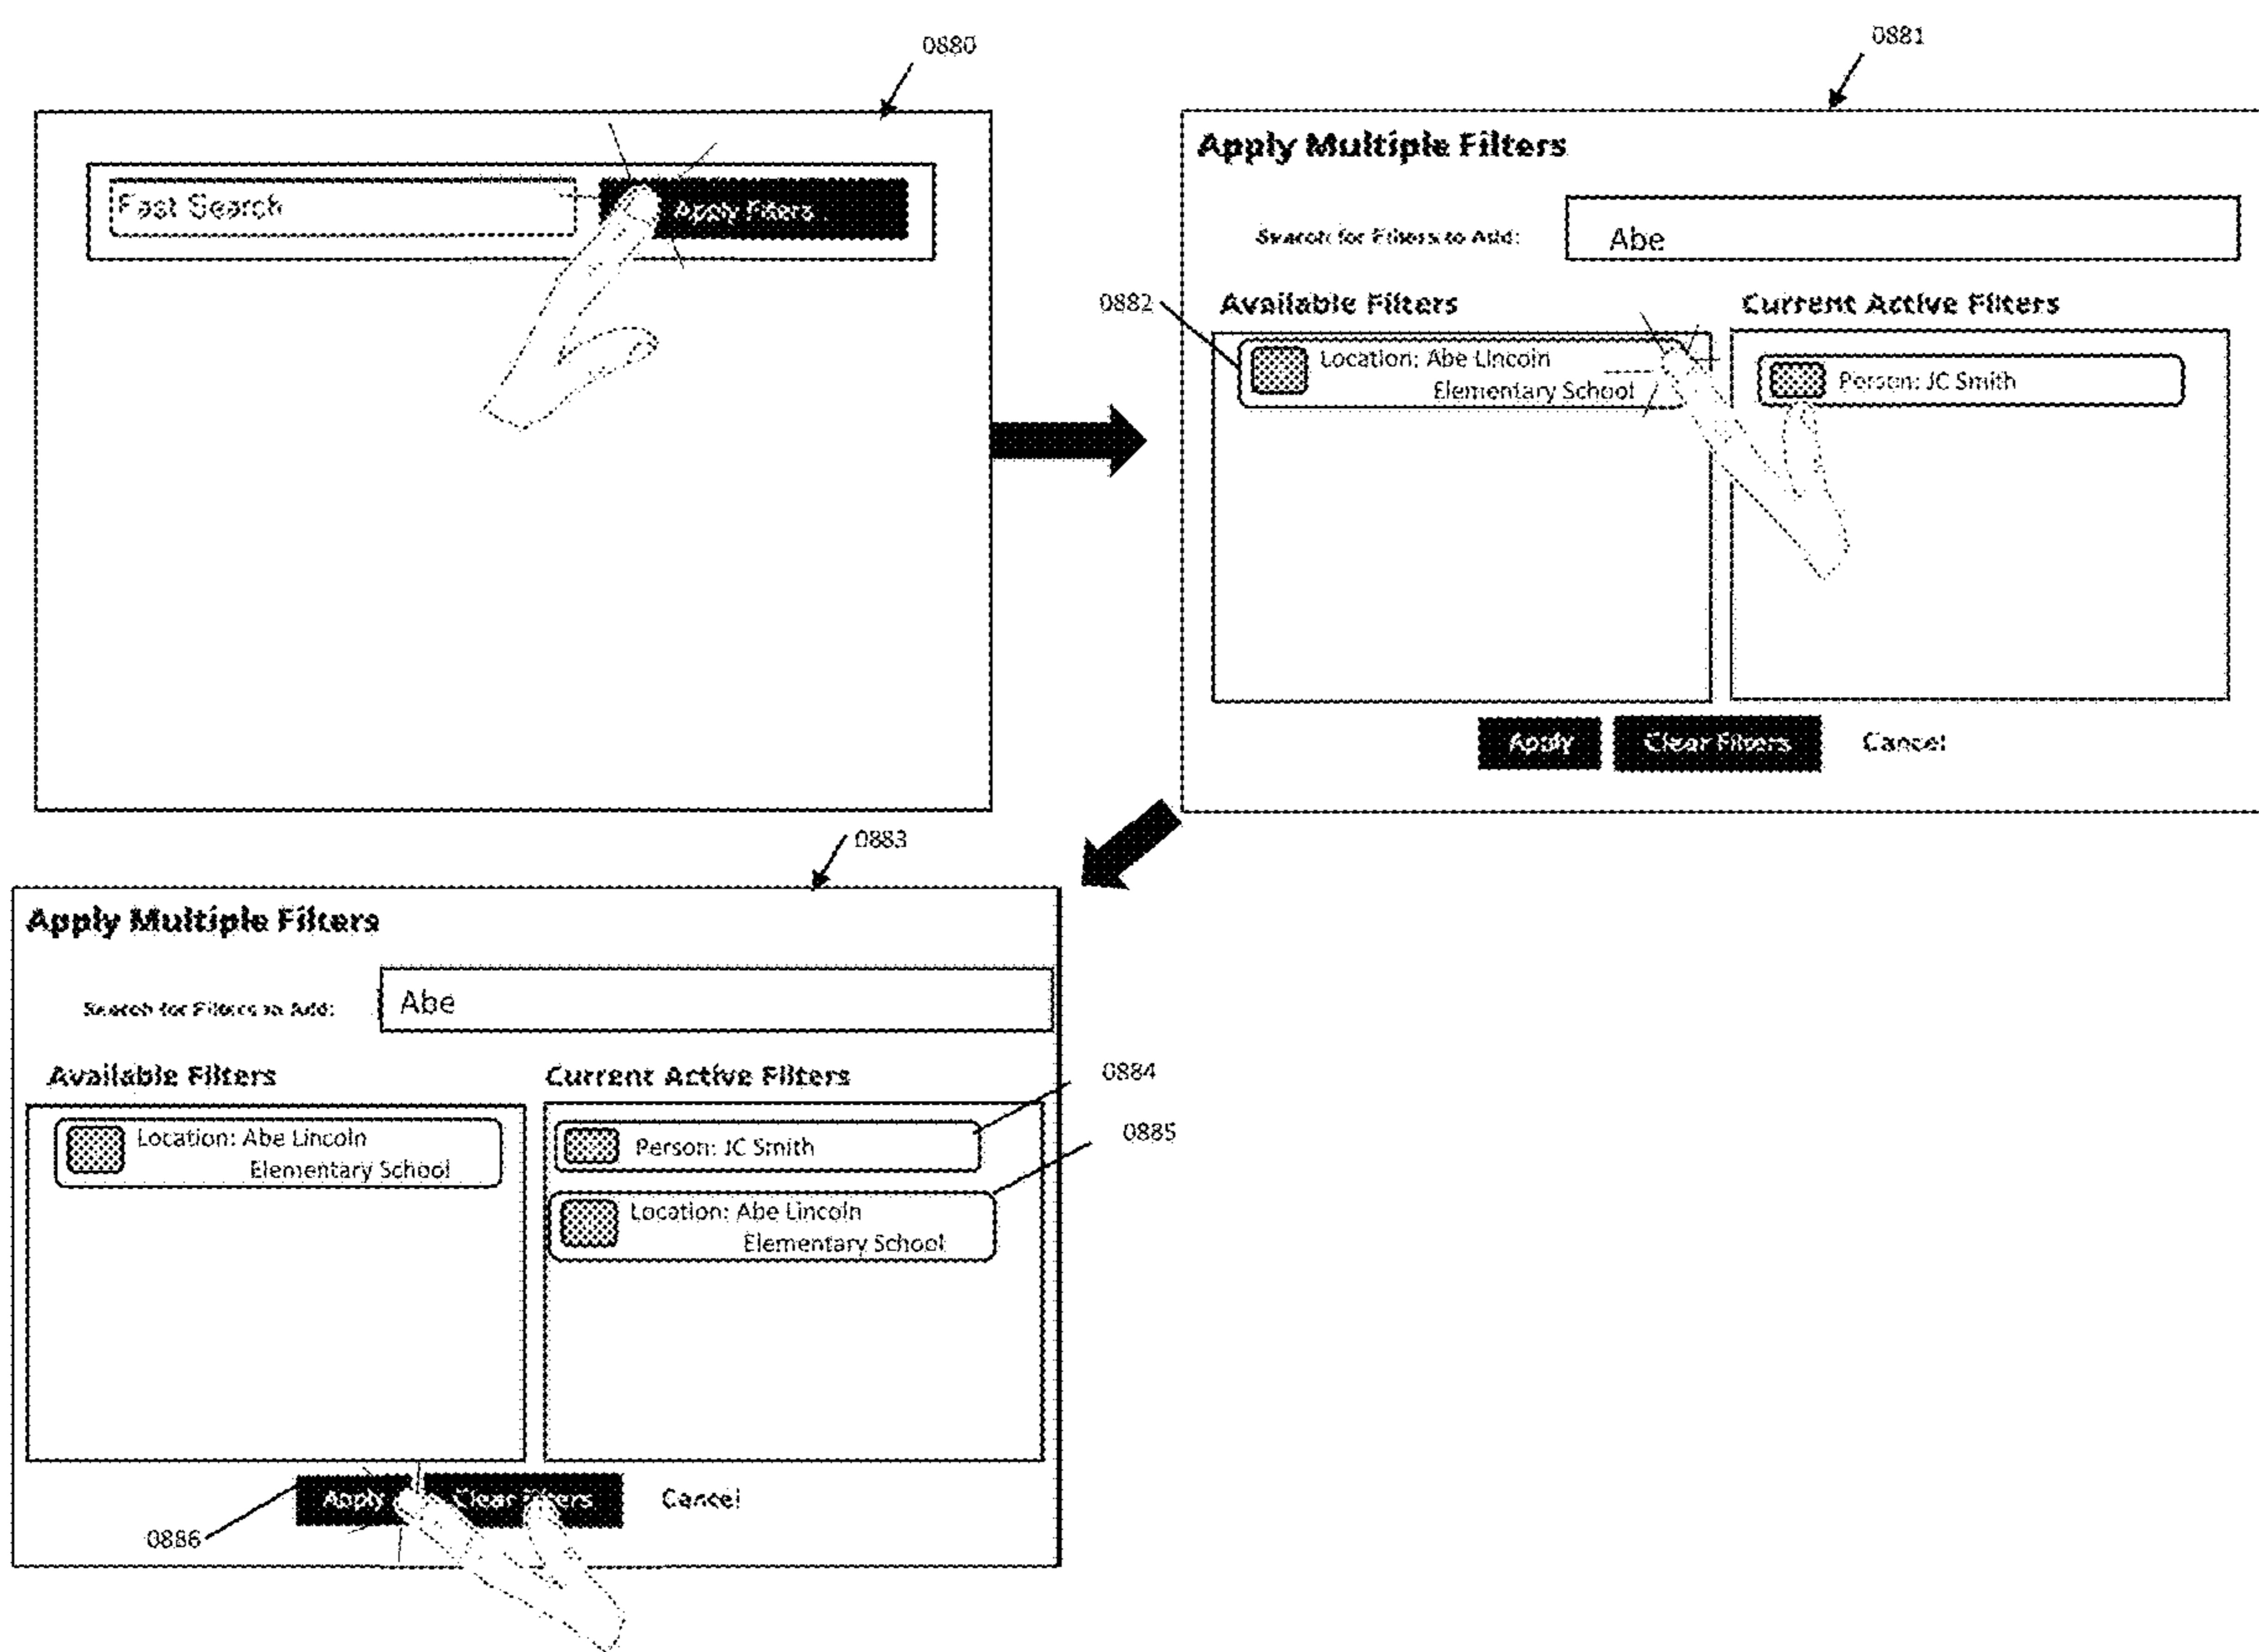 0880
Fast Search
Apply Filters
0881
Apply Multiple Filters
Search for Filters to Add:
Abe
0882
Available Filters
Current Active Filters
Location: Abe Lincoln
Elementary School
Person: JC Smith
Apply
Clear Filters
Cancel
0883
Apply Multiple Filters
Search for Filters to Add:
Abe
Available Filters
Current Active Filters
0884
0885
Location: Abe Lincoln
Elementary School
Person: JC Smith
Location: Abe Lincoln
Elementary School
Apply
Clear Filters
Cancel
0886